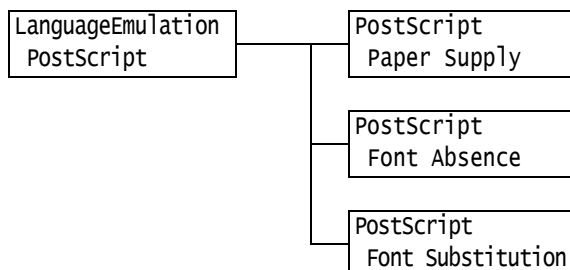 LanguageEmulation
PostScript
PostScript
Paper Supply
PostScript
Font Absence
PostScript
Font Substitution